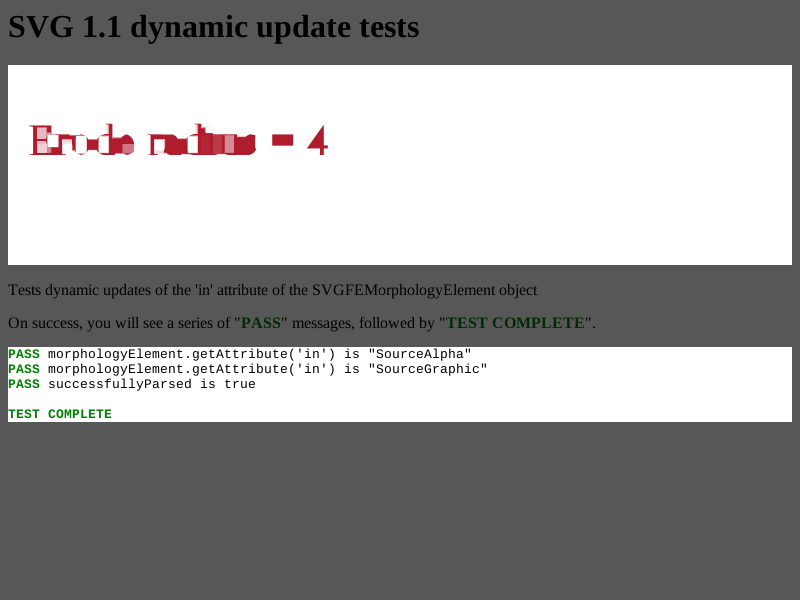 SVG 1.1 dynamic update tests
Erode radius = 4
Tests dynamic updates of the 'in' attribute of the SVGFEMorphologyElement object
On success, you will see a series of "PASS" messages, followed by "TEST COMPLETE".
PASS morphologyElement.getAttribute('in') is "SourceAlpha"
PASS morphologyElement.getAttribute('in') is "SourceGraphic"
PASS successfullyParsed is true
TEST COMPLETE